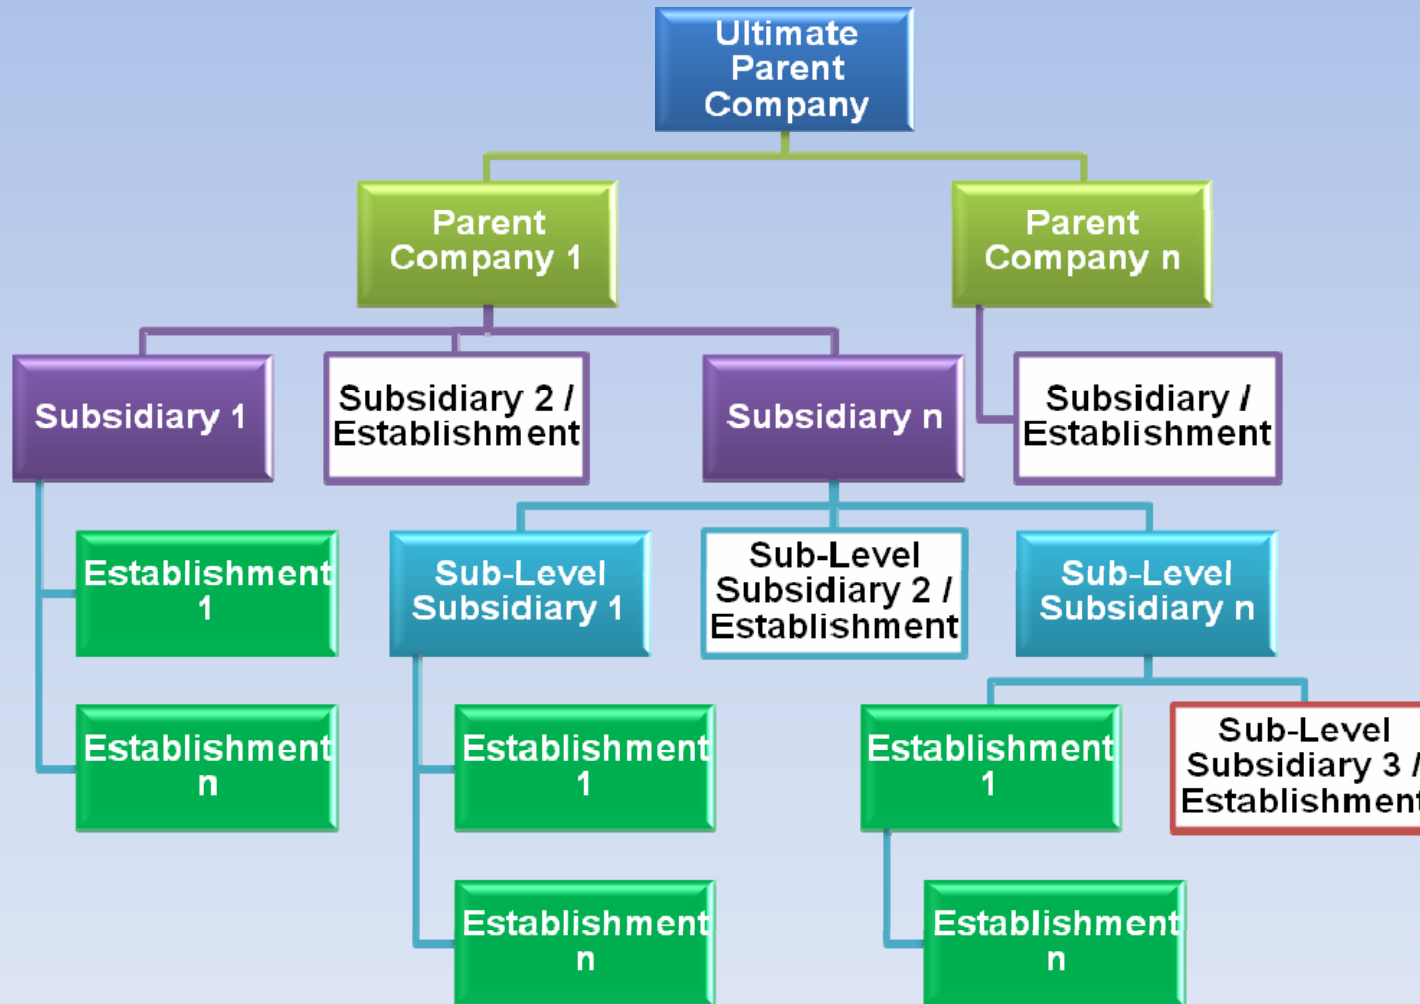 Ultimate
Parent
Company
Parent
Company 1
Parent
Company n
Subsidiary 1
Subsidiary 2 /
Establishment
Subsidiary n
Subsidiary /
Establishment
Establishment
1
Sub-Level
Subsidiary 1
Sub-Level
Subsidiary 2 /
Establishment
Sub-Level
Subsidiary n
Establishment
n
Establishment
1
Establishment
1
Sub-Level
Subsidiary 3 /
Establishment
Establishment
n
Establishment
n